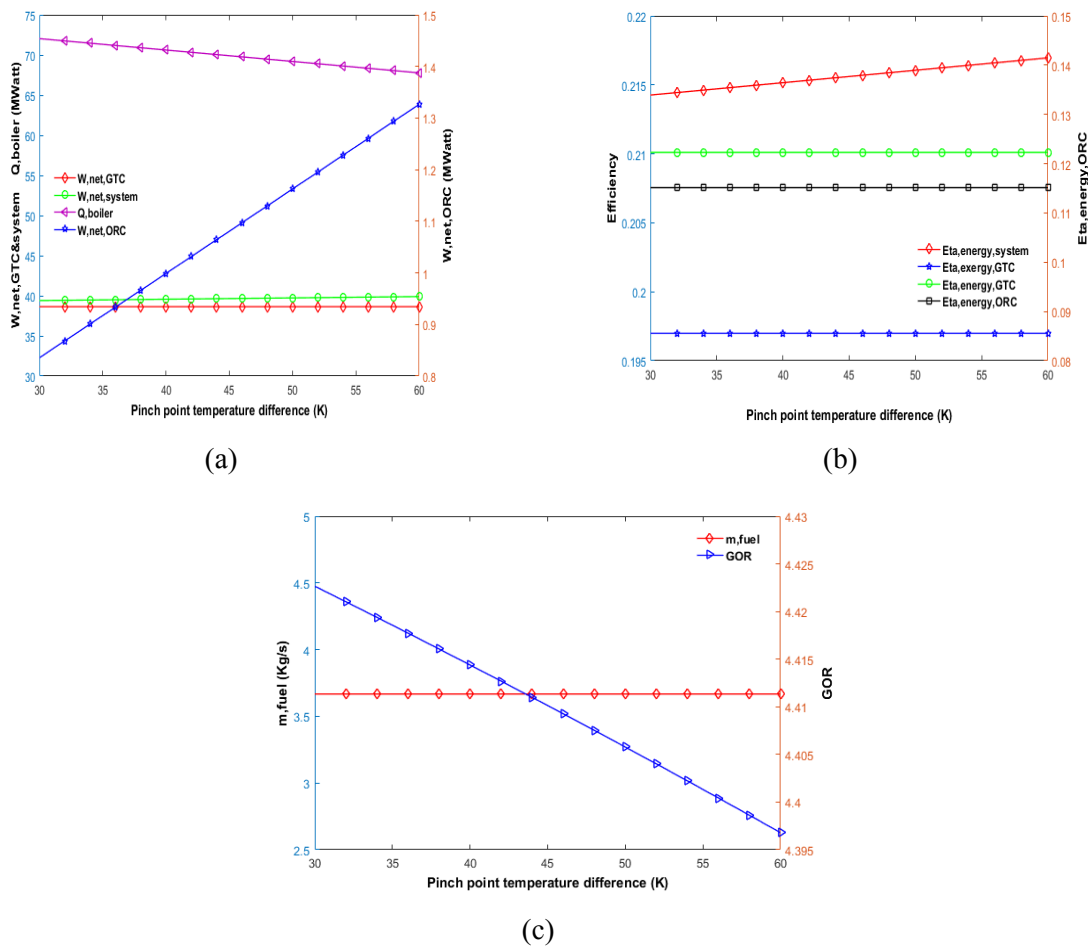 W,net,GTC&system Q,boiler (MWatt)
75
70
65
60
55
50
45
40
35
30
W,net,GTC
W,net,system
Q,boiler
W,net,ORC
1.5
1.4
1.3
1.2
1.1
1
0.9
0.8
W,net,ORC (MWatt)
30 35 40 45 50 55 60
Pinch point temperature difference (K)
(a)
Efficiency
0.22
0.215
0.21
0.205
0.2
0.195
Eta,energy,system
Eta,exergy,GTC
Eta,energy,GTC
Eta,energy,ORC
0.15
0.14
0.13
0.12
0.11
0.1
0.09
0.08
Eta,energy,ORC
30 35 40 45 50 55 60
Pinch point temperature difference (K)
(b)
m,fuel (Kg/s)
5
4.5
4
3.5
3
2.5
m,fuel
GOR
4.43
4.425
4.42
4.415
4.41
4.405
4.4
4.395
GOR
30 35 40 45 50 55 60
Pinch point temperature difference (K)
(c)